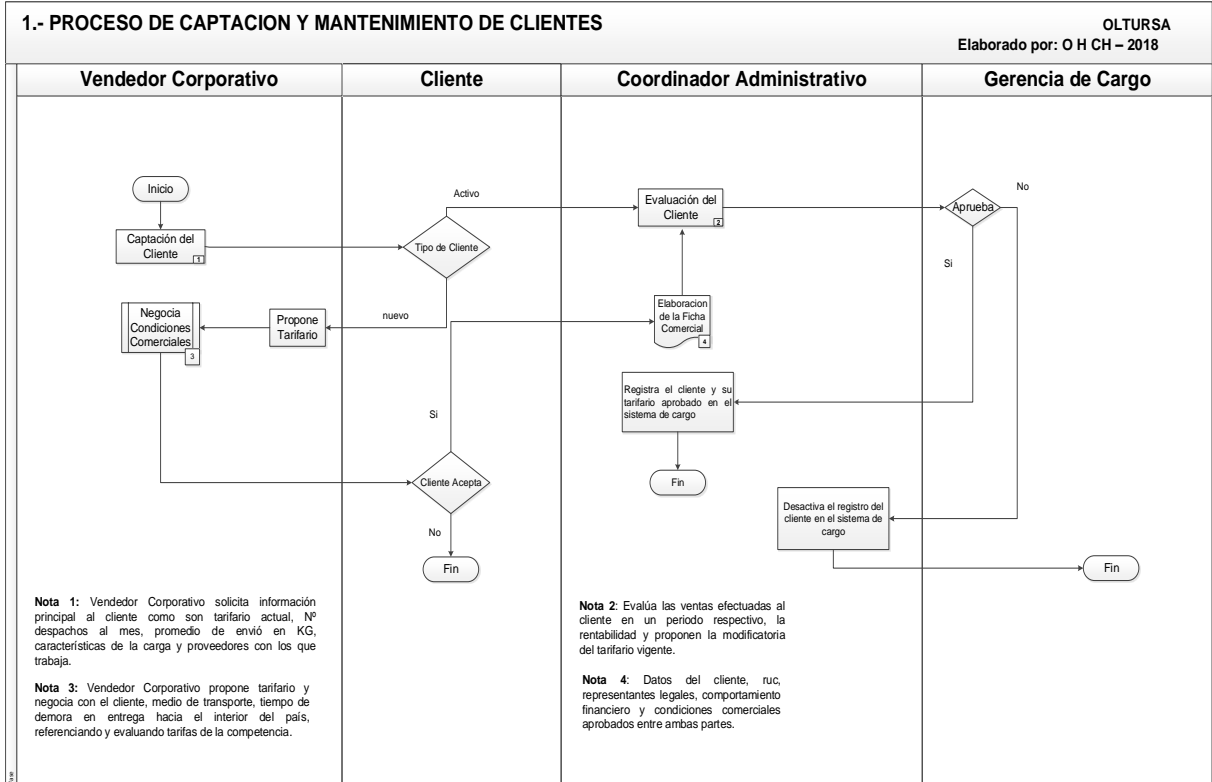 1.- PROCESO DE CAPTACION Y MANTENIMIENTO DE CLIENTES
OLTURSA
Elaborado por: O H CH – 2018
Vendedor Corporativo
Cliente
Coordinador Administrativo
Gerencia de Cargo
Inicio
Captación del
Cliente
1
Tipo de Cliente
Activo
nuevo
Evaluación del
Cliente
2
Aprueba
No
Si
Propone
Tarifario
Negocia
Condiciones
Comerciales
3
Elaboracion
de la Ficha
Comercial
4
Registra el cliente y su
tarifario aprobado en el
sistema de cargo
Fin
Si
Cliente Acepta
No
Fin
Desactiva el registro del
cliente en el sistema de
cargo
Fin
Nota 1: Vendedor Corporativo solicita información
principal al cliente como son tarifario actual, Nº
despachos al mes, promedio de envió en KG,
características de la carga y proveedores con los que
trabaja.
Nota 3: Vendedor Corporativo propone tarifario y
negocia con el cliente, medio de transporte, tiempo de
demora en entrega hacia el interior del país,
referenciando y evaluando tarifas de la competencia.
Nota 2: Evalúa las ventas efectuadas al
cliente en un periodo respectivo, la
rentabilidad y proponen la modificatoria
del tarifario vigente.
Nota 4: Datos del cliente, ruc,
representantes legales, comportamiento
financiero y condiciones comerciales
aprobados entre ambas partes.